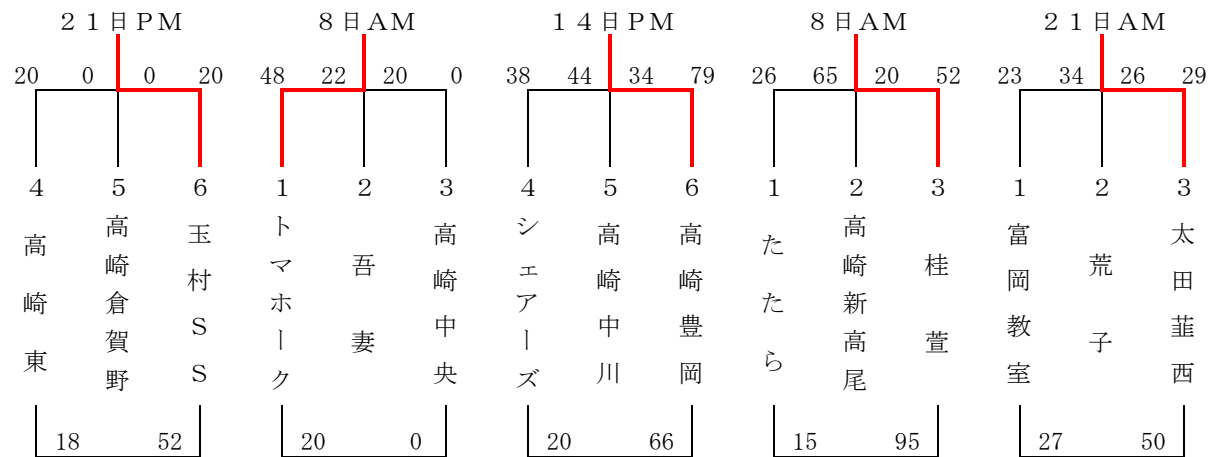 21日PM 8日AM 14日PM 8日AM 21日AM
20 0 0 20 48 22 20 0 38 44 34 79 26 65 20 52 23 34 26 29
4 5 6 1 2 3 4 5 6 1 2 3 1 2 3
高崎東
高崎倉賀野
玉村SS
トマホーク
吾妻
高崎中央
シェアーズ
高崎中川
高崎豊岡
たたら
高崎新高尾
桂萱
富岡教室
荒子
太田韮西
18 52 20 0 20 66 15 95 27 50